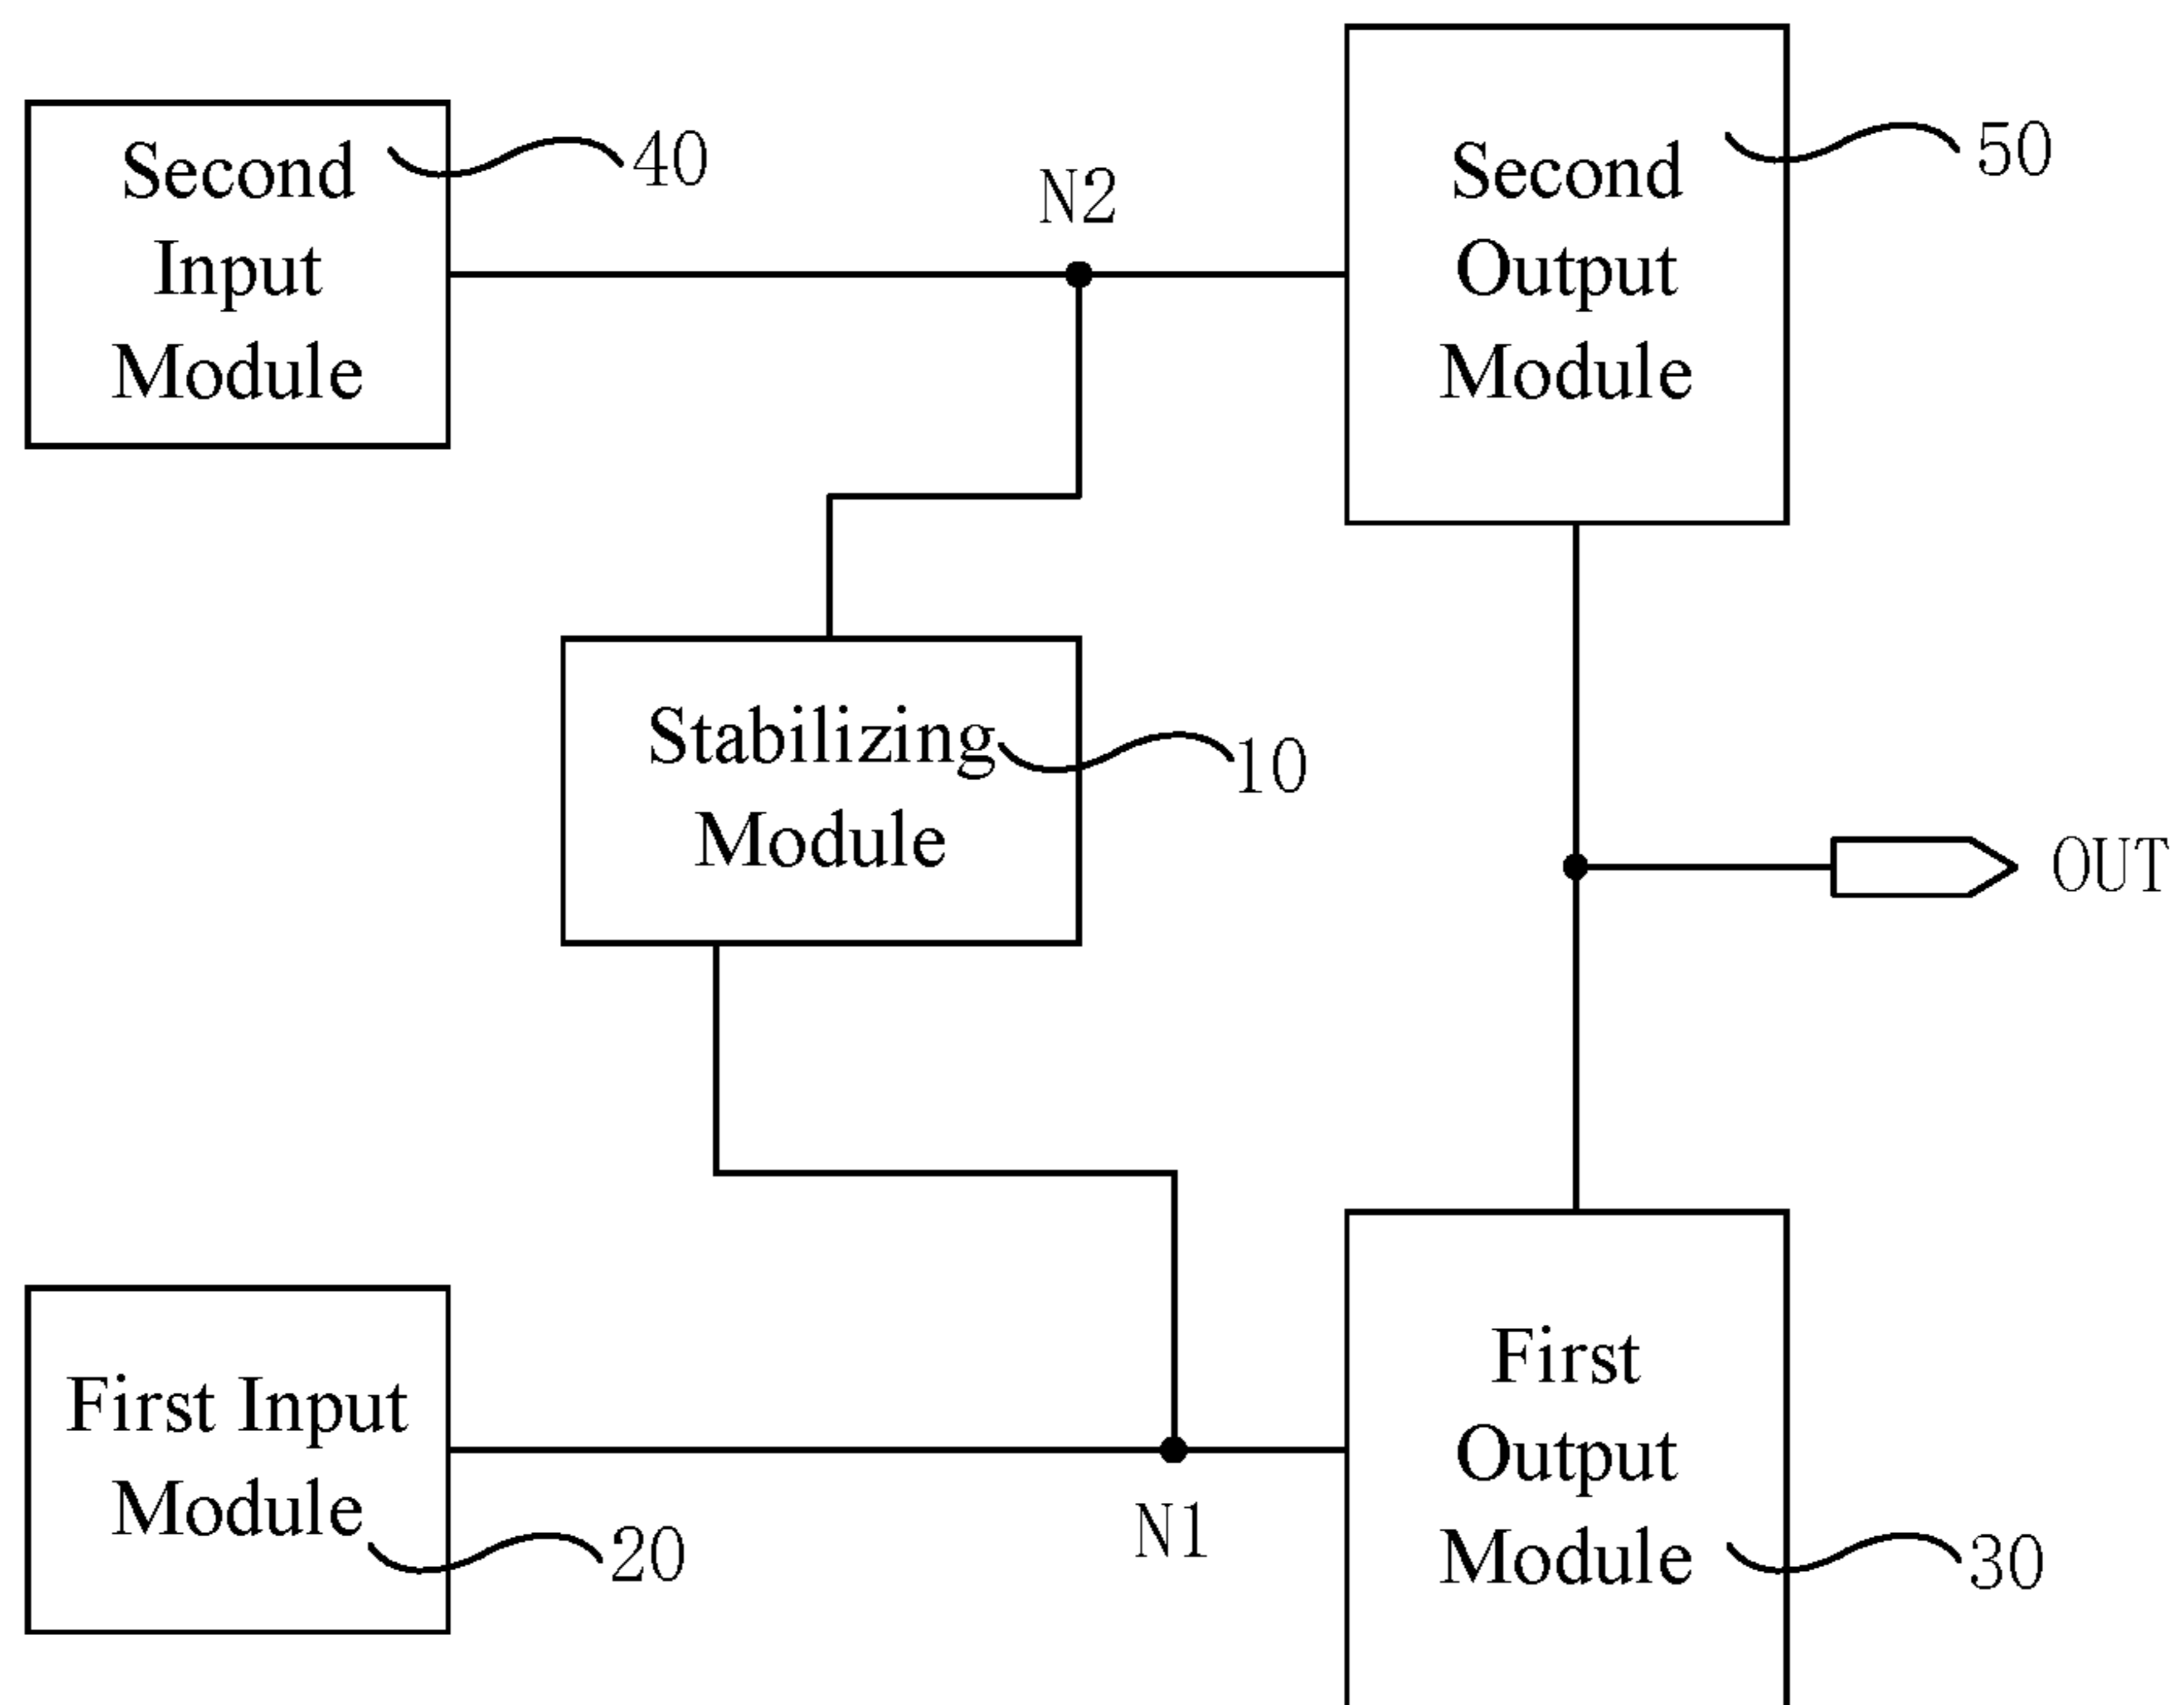 Second
Input
Module
40
N2
Second
Output
Module
50
Stabilizing
Module
10
OUT
First Input
Module
20
N1
First
Output
Module
30